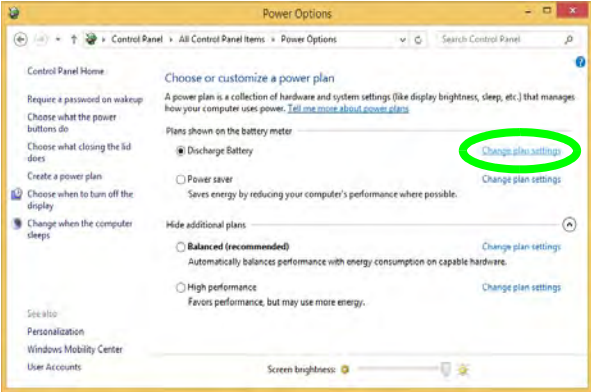 Power Options
Control Panel › All Control Panel Items › Power Options
Search Control Panel
Control Panel Home
Require a password on wakeup
Choose what the power
buttons do
Choose what closing the lid
does
Create a power plan
Choose when to turn off the
display
Change when the computer
sleeps
Choose or customize a power plan
A power plan is a collection of hardware and system settings (like display brightness, sleep, etc.) that manages
how your computer uses power. Tell me more about power plans
Plans shown on the battery meter
Discharge Battery Change plan settings
Power saver Change plan settings
Saves energy by reducing your computer's performance where possible.
Hide additional plans
Balanced (recommended) Change plan settings
Automatically balances performance with energy consumption on capable hardware.
High performance Change plan settings
Favors performance, but may use more energy.
See also
Personalization
Windows Mobility Center
User Accounts
Screen brightness: